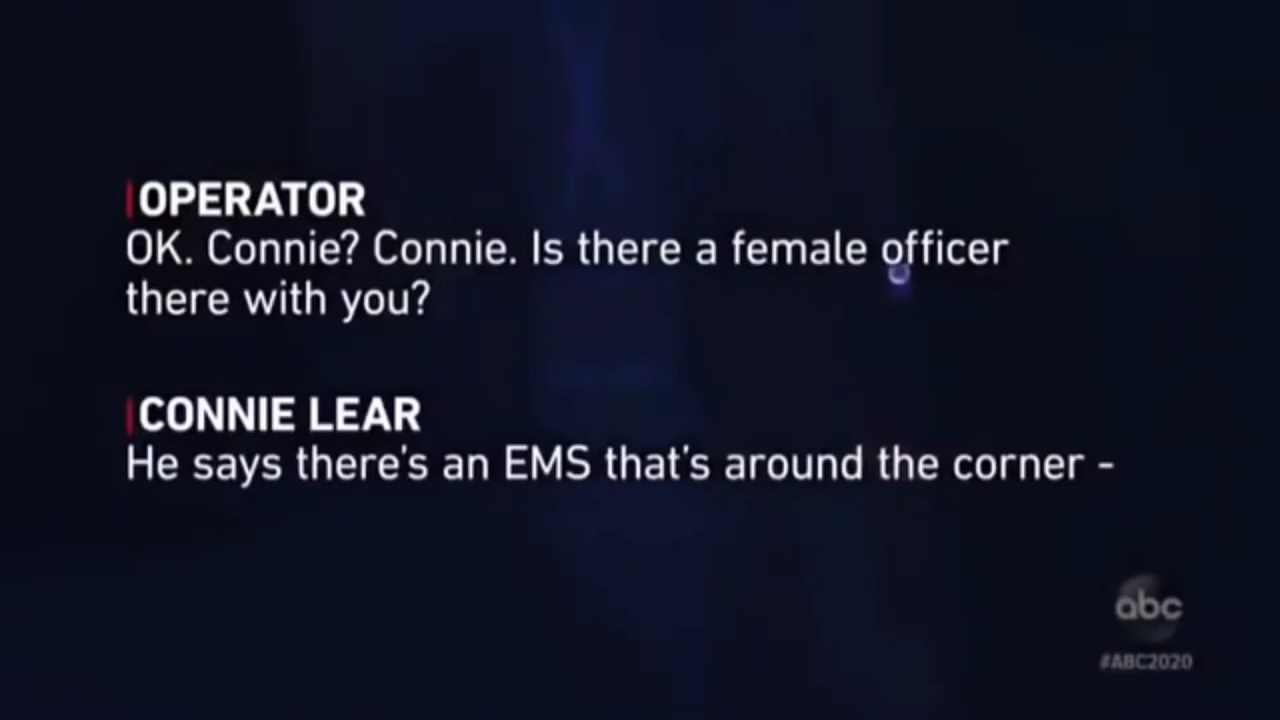 OPERATOR
OK. Connie? Connie. Is there a female officer
there with you?
CONNIE LEAR
He says there's an EMS that's around the corner -
abc
#ABC2020